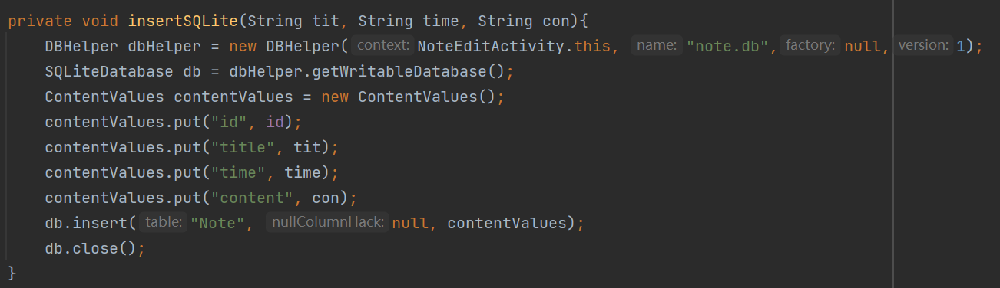 private void insertSQLite(String tit, String time, String con){
DBHelper dbHelper = new DBHelper( context: NoteEditActivity.this, name: "note.db", factory: null, version: 1);
SQLiteDatabase db = dbHelper.getWritableDatabase();
ContentValues contentValues = new ContentValues();
contentValues.put("id", id);
contentValues.put("title", tit);
contentValues.put("time", time);
contentValues.put("content", con);
db.insert( table: "Note", nullColumnHack: null, contentValues);
db.close();
}